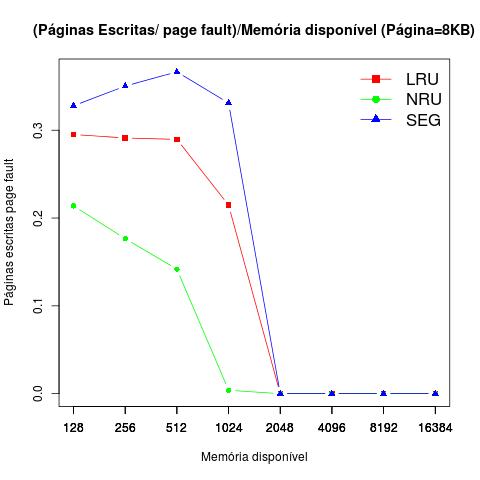 (Páginas Escritas/ page fault)/Memória disponível (Página=8KB)
LRU
NRU
SEG
Páginas escritas page fault
0.3
0.2
0.1
0.0
128 256 512 1024 2048 4096 8192 16384
Memória disponível